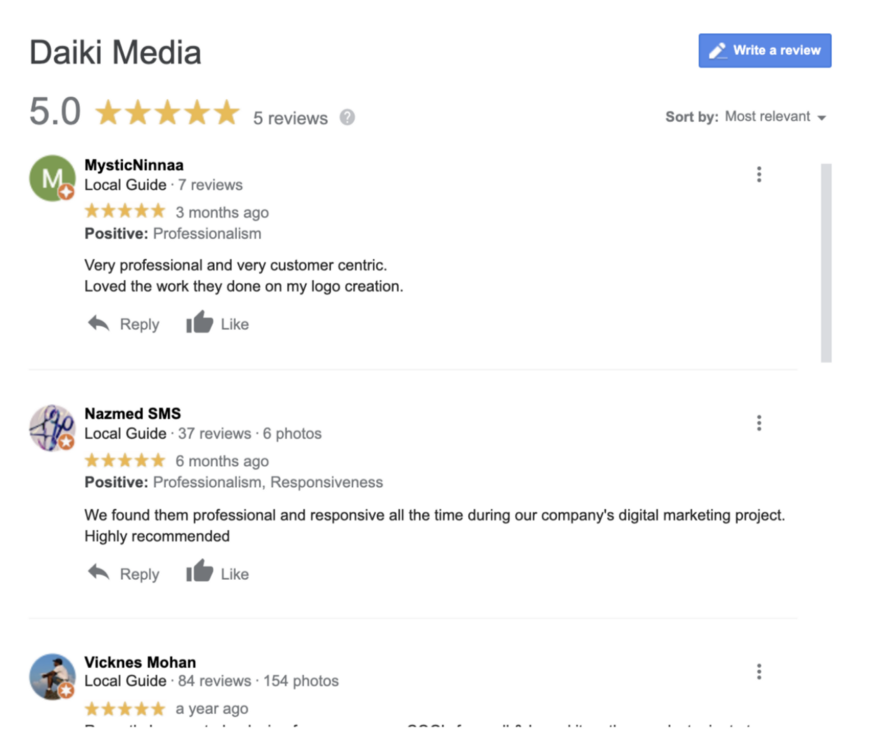 Daiki Media
Write a review
5.0 5 reviews ?
Sort by: Most relevant
M
MysticNinnaa
Local Guide · 7 reviews
3 months ago
Positive: Professionalism
Very professional and very customer centric.
Loved the work they done on my logo creation.
Reply Like
Nazmed SMS
Local Guide · 37 reviews · 6 photos
6 months ago
Positive: Professionalism, Responsiveness
We found them professional and responsive all the time during our company's digital marketing project.
Highly recommended
Reply Like
Vicknes Mohan
Local Guide · 84 reviews · 154 photos
a year ago